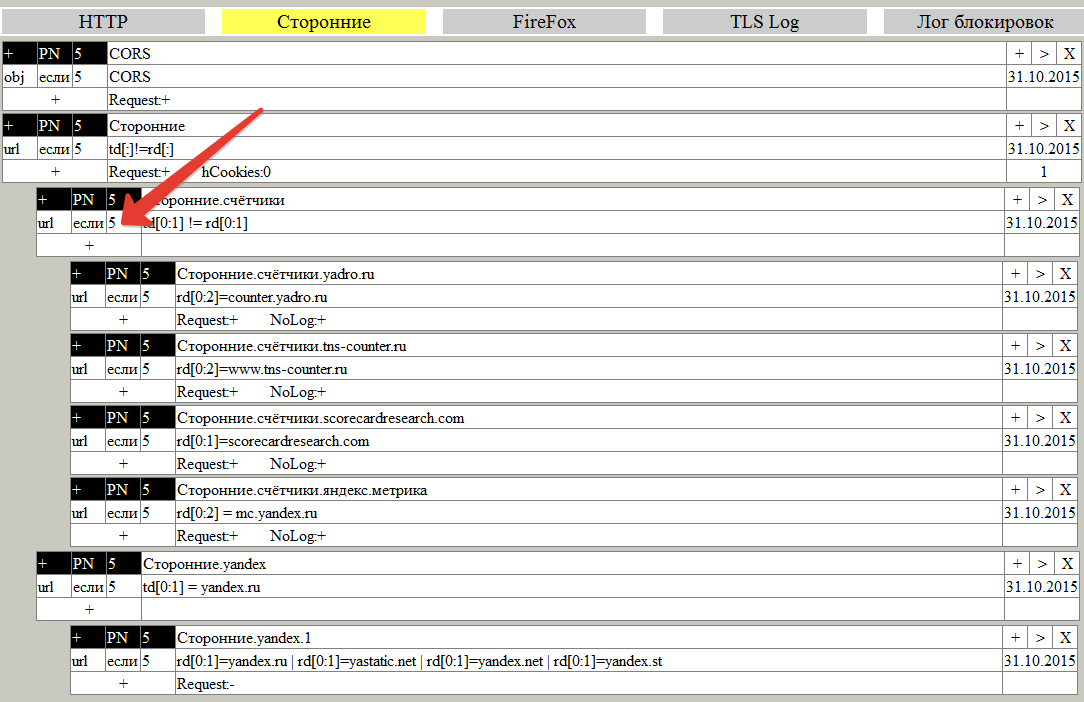 HTTP Сторонние FireFox TLS Log Лог блокировок
+ PN 5 CORS + > X
obj если 5 CORS 31.10.2015
+ Request:+
+ PN 5 Сторонние + > X
url если 5 td[:]!=rd[:] 31.10.2015
+ Request:+ hCookies:0 1
+ PN 5 Сторонние.счётчики + > X
url если 5 td[0:1] != rd[0:1] 31.10.2015
+
+ PN 5 Сторонние.счётчики.yadro.ru + > X
url если 5 rd[0:2]=counter.yadro.ru 31.10.2015
+ Request:+ NoLog:+
+ PN 5 Сторонние.счётчики.tns-counter.ru + > X
url если 5 rd[0:2]=www.tns-counter.ru 31.10.2015
+ Request:+ NoLog:+
+ PN 5 Сторонние.счётчики.scorecardresearch.com + > X
url если 5 rd[0:1]=scorecardresearch.com 31.10.2015
+ Request:+ NoLog:+
+ PN 5 Сторонние.счётчики.яндекс.метрика + > X
url если 5 rd[0:2] = mc.yandex.ru 31.10.2015
+ Request:+ NoLog:+
+ PN 5 Сторонние.yandex + > X
url если 5 td[0:1] = yandex.ru 31.10.2015
+
+ PN 5 Сторонние.yandex.1 + > X
url если 5 rd[0:1]=yandex.ru | rd[0:1]=yastatic.net | rd[0:1]=yandex.net | rd[0:1]=yandex.st 31.10.2015
+ Request:-